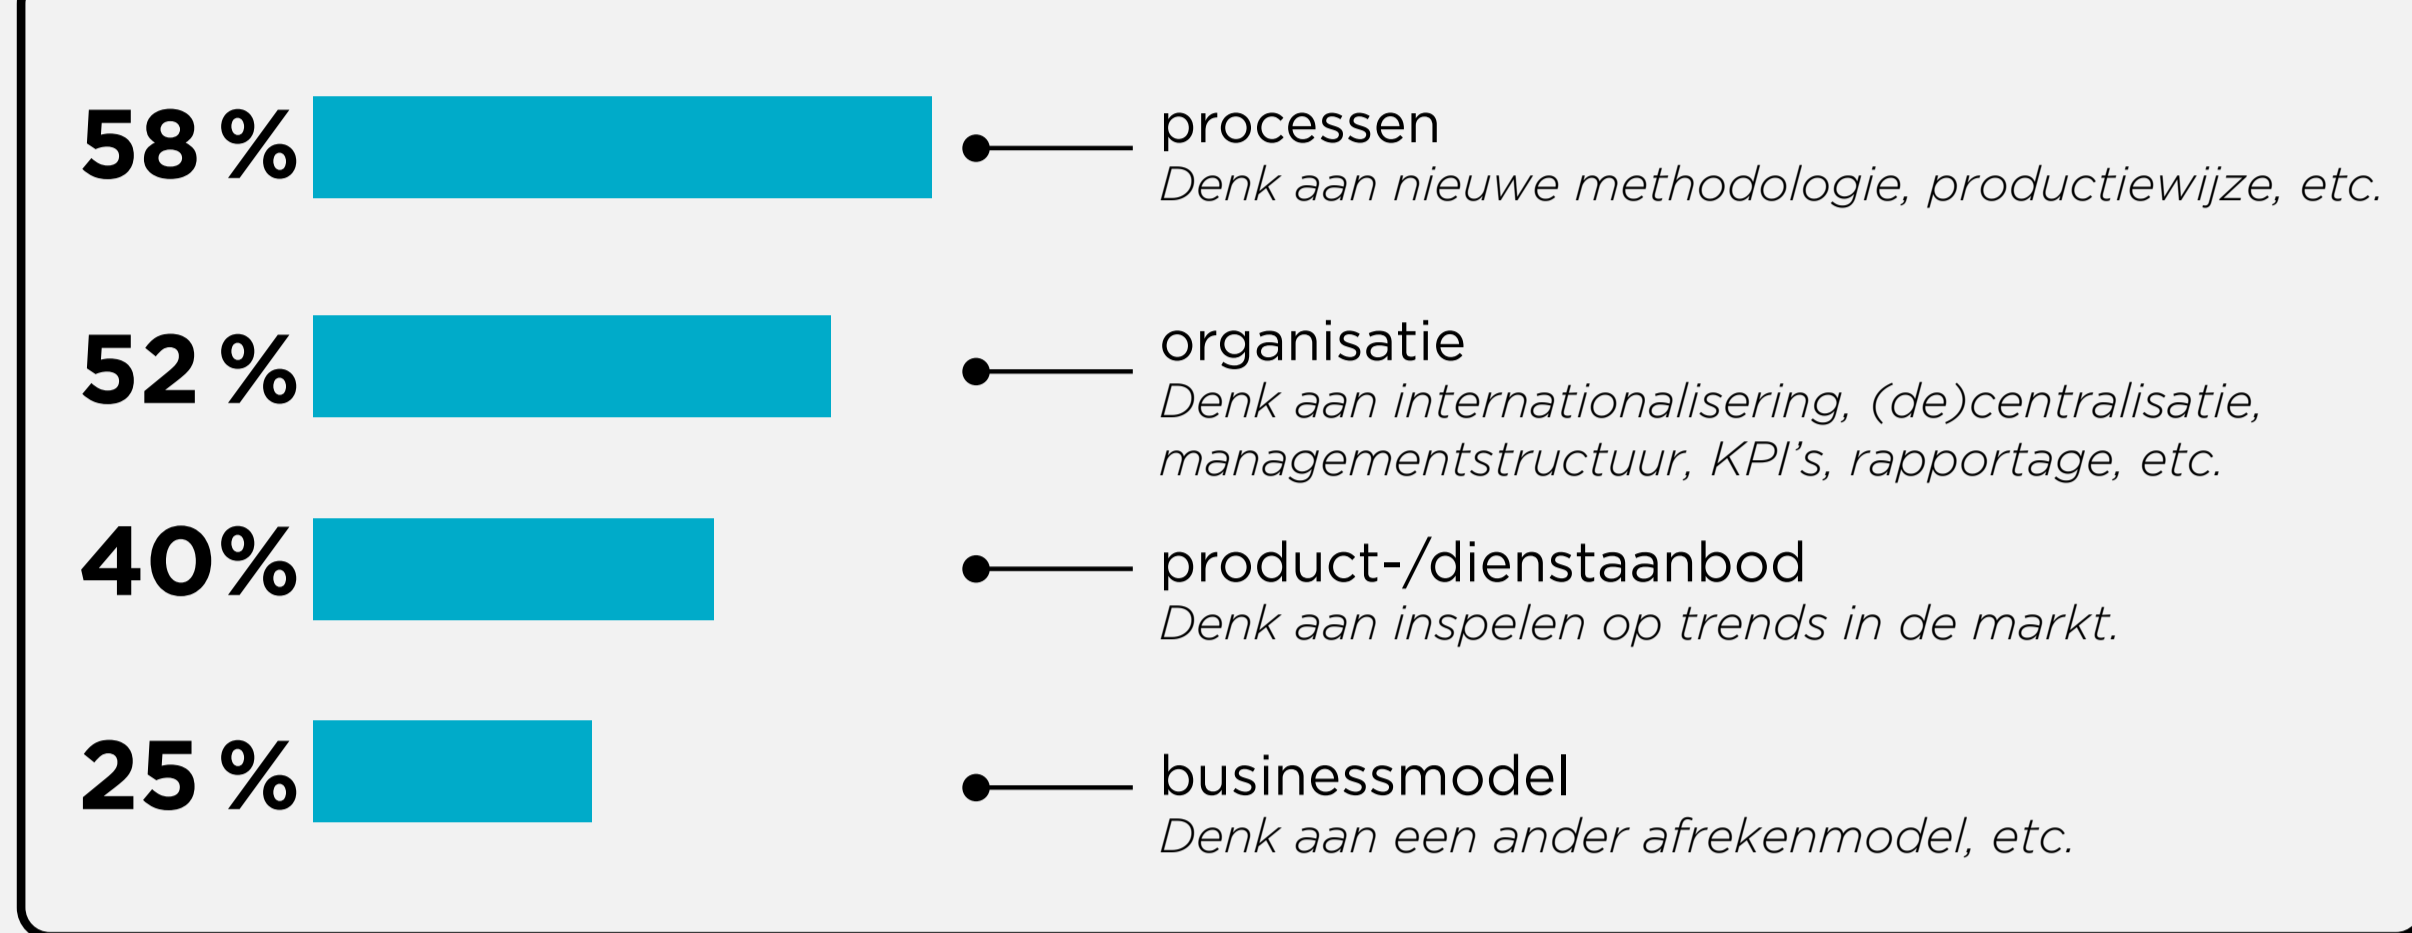 58 %
processen
Denk aan nieuwe methodologie, productiewijze, etc.
52 %
organisatie
Denk aan internationalisering, (de)centralisatie,
managementstructuur, KPI’s, rapportage, etc.
40%
product-/dienstaanbod
Denk aan inspelen op trends in de markt.
25 %
businessmodel
Denk aan een ander afrekenmodel, etc.